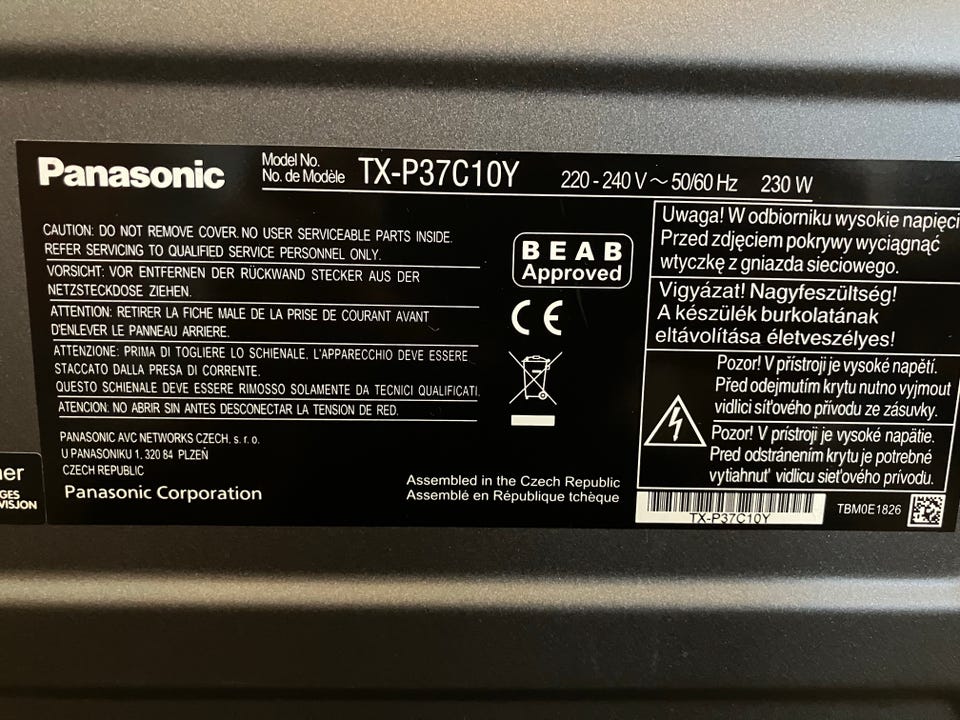 Panasonic
Model No.
No. de Modèle
TX-P37C10Y
220 - 240 V ~ 50/60 Hz
230 W
CAUTION: DO NOT REMOVE COVER. NO USER SERVICEABLE PARTS INSIDE.
REFER SERVICING TO QUALIFIED SERVICE PERSONNEL ONLY.
VORSICHT: VOR ENTFERNEN DER RÜCKWAND STECKER AUS DER
NETZSTECKDOSE ZIEHEN.
ATTENTION: RETIRER LA FICHE MALE DE LA PRISE DE COURANT AVANT
D'ENLEVER LE PANNEAU ARRIERE.
ATTENZIONE: PRIMA DI TOGLIERE LO SCHIENALE. L'APPARECCHIO DEVE ESSERE
STACCATO DALLA PRESA DI CORRENTE.
QUESTO SCHIENALE DEVE ESSERE RIMOSSO SOLAMENTE DA TECNICI QUALIFICATI.
ATENCION: NO ABRIR SIN ANTES DESCONECTAR LA TENSION DE RED.
PANASONIC AVC NETWORKS CZECH, s. r. o.
U PANASONIKU 1, 320 84 PLZEŇ
CZECH REPUBLIC
Panasonic Corporation
BEAB
Approved
CE
Assembled in the Czech Republic
Assemblé en République tchèque
Uwaga! W odbiorniku wysokie napięci
Przed zdjęciem pokrywy wyciągnąć
wtyczkę z gniazda sieciowego.
Vigyázat! Nagyfeszültség!
A készülék burkolatának
eltávolítása életveszélyes!
Pozor! V přístroji je vysoké napětí.
Před odejmutím krytu nutno vyjmout
vidlici síťového přívodu ze zásuvky.
Pozor! V prístroji je vysoké napätie.
Pred odstránením krytu je potrebné
vytiahnuť vidlicu sieťového prívodu.
TX-P37C10Y
TBM0E1826
ner
GES
VISION